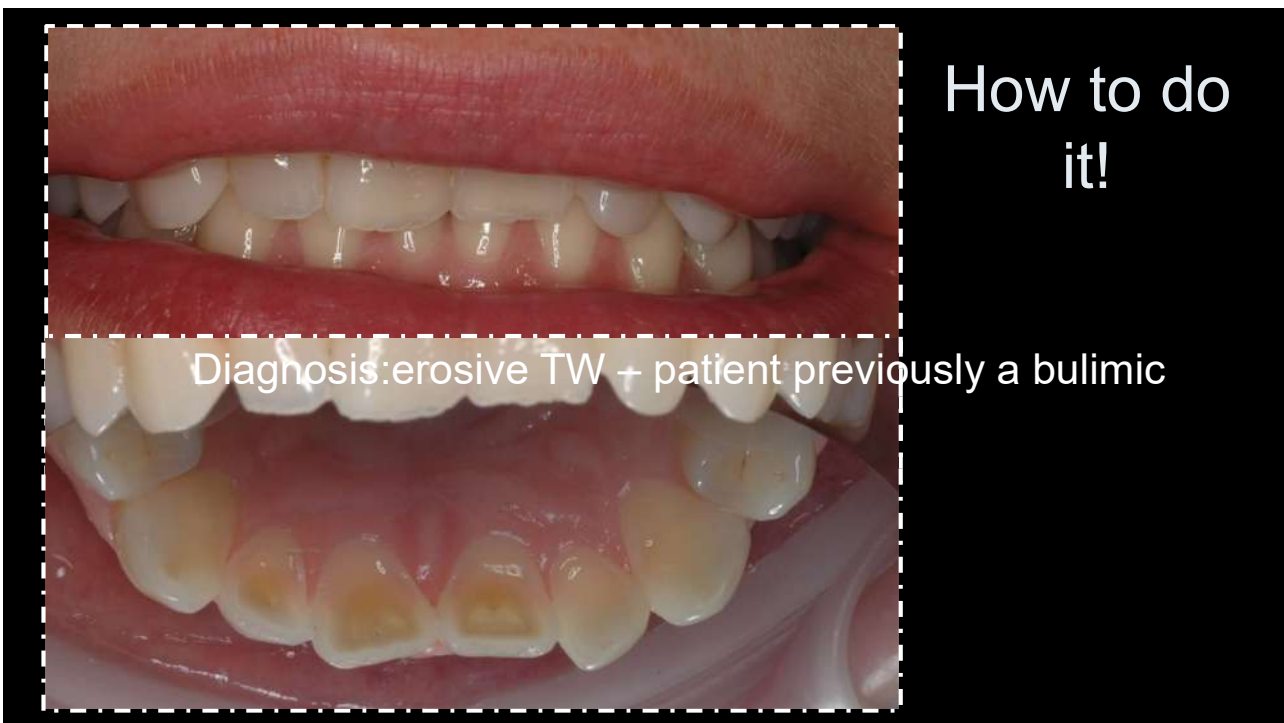 How to do
it!
Diagnosis:erosive TW – patient previously a bulimic